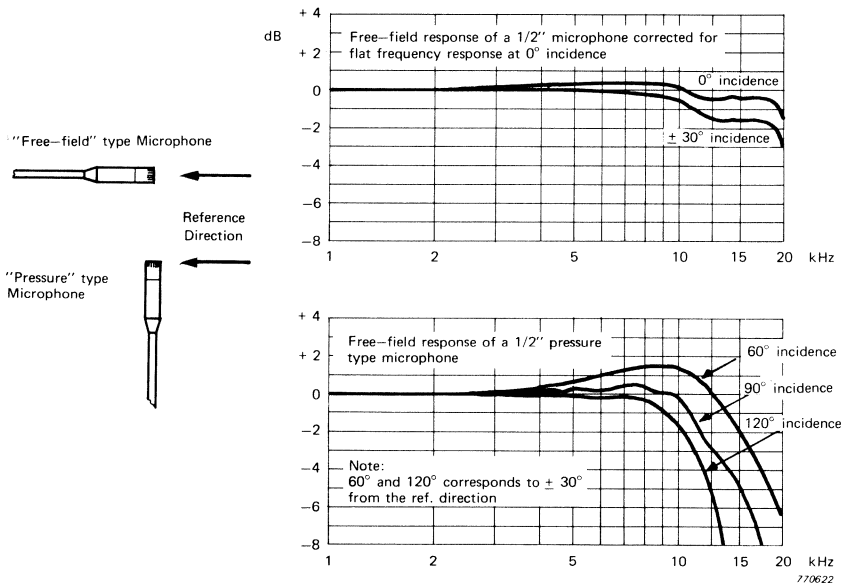 "Free-field" type Microphone
Reference
Direction
"Pressure" type
Microphone
dB
+ 4
+ 2
0
−2
−4
−6
−8
Free-field response of a 1/2" microphone corrected for
flat frequency response at 0° incidence
0° incidence
± 30° incidence
1
2
5
10
15
20
kHz
+ 4
+ 2
0
−2
−4
−6
−8
Free-field response of a 1/2" pressure
type microphone
60° incidence
90° incidence
120° incidence
Note:
60° and 120° corresponds to ± 30°
from the ref. direction
1
2
5
10
15
20
kHz
770622